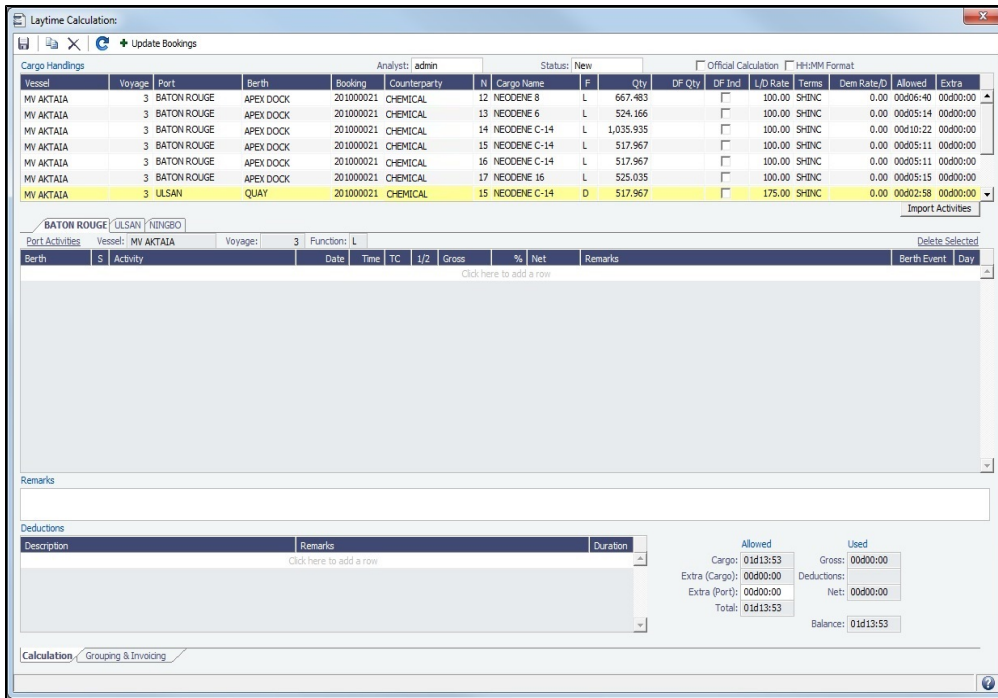 Laytime Calculation:
Update Bookings
Cargo Handlings Analyst: admin Status: New Official Calculation HH:MM Format
Vessel Voyage Port Berth Booking Counterparty N Cargo Name F Qty DF Qty DF Ind L/D Rate Terms Dem Rate/D Allowed Extra
MV AKTAIA 3 BATON ROUGE APEX DOCK 201000021 CHEMICAL 12 NEODENE 8 L 667.483 100.00 SHINC 0.00 00d06:40 00d00:00
MV AKTAIA 3 BATON ROUGE APEX DOCK 201000021 CHEMICAL 13 NEODENE 6 L 524.166 100.00 SHINC 0.00 00d05:14 00d00:00
MV AKTAIA 3 BATON ROUGE APEX DOCK 201000021 CHEMICAL 14 NEODENE C-14 L 1,035.935 100.00 SHINC 0.00 00d10:22 00d00:00
MV AKTAIA 3 BATON ROUGE APEX DOCK 201000021 CHEMICAL 15 NEODENE C-14 L 517.967 100.00 SHINC 0.00 00d05:11 00d00:00
MV AKTAIA 3 BATON ROUGE APEX DOCK 201000021 CHEMICAL 16 NEODENE C-14 L 517.967 100.00 SHINC 0.00 00d05:11 00d00:00
MV AKTAIA 3 BATON ROUGE APEX DOCK 201000021 CHEMICAL 17 NEODENE 16 L 525.035 100.00 SHINC 0.00 00d05:15 00d00:00
MV AKTAIA 3 ULSAN QUAY 201000021 CHEMICAL 15 NEODENE C-14 D 517.967 175.00 SHINC 0.00 00d02:58 00d00:00
Import Activities
BATON ROUGE ULSAN NINGBO
Port Activities Vessel: MV AKTAIA Voyage: 3 Function: L Delete Selected
Berth S Activity Date Time TC 1/2 Gross % Net Remarks Berth Event Day
Click here to add a row
Remarks
Deductions
Description Remarks Duration
Click here to add a row
Allowed Used
Cargo: 01d13:53 Gross: 00d00:00
Extra (Cargo): 00d00:00 Deductions:
Extra (Port): 00d00:00 Net: 00d00:00
Total: 01d13:53
Balance: 01d13:53
Calculation Grouping & Invoicing